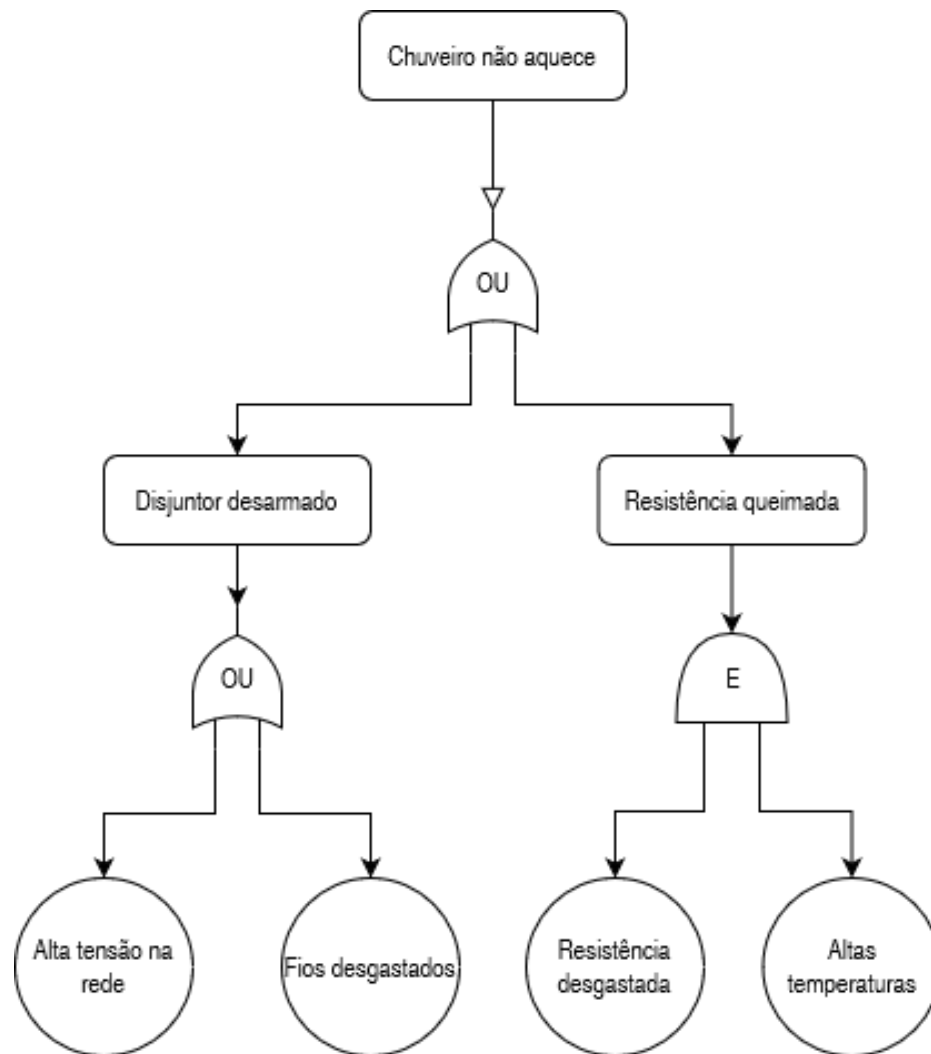 Chuveiro não aquece
OU
Disjuntor desarmado
Resistência queimada
OU
E
Alta tensão na
rede
Fios desgastados
Resistência
desgastada
Altas
temperaturas